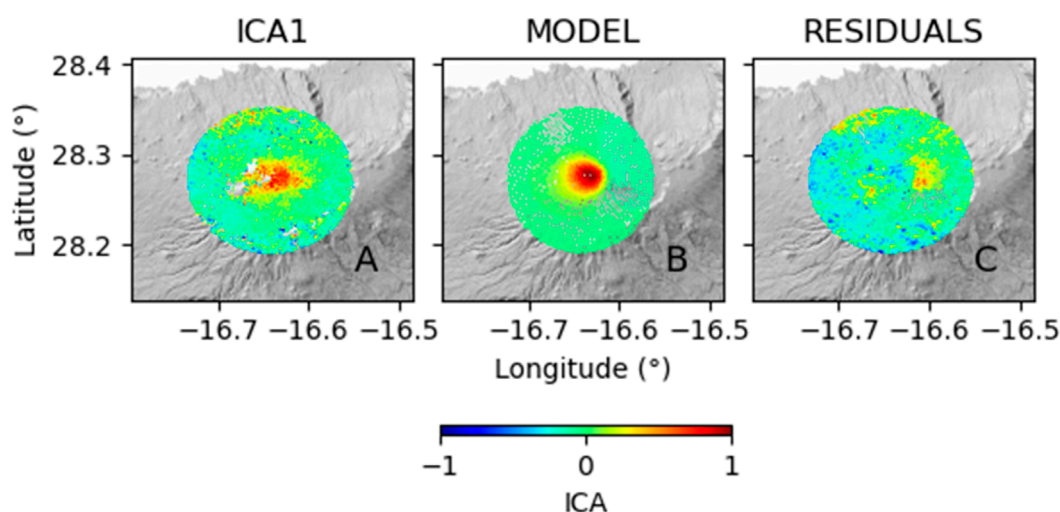 ICA1 MODEL RESIDUALS
28.4
28.3
28.2
Latitude (°)
A B C
−16.7 −16.6 −16.5 −16.7 −16.6 −16.5 −16.7 −16.6 −16.5
Longitude (°)
−1 0 1
ICA